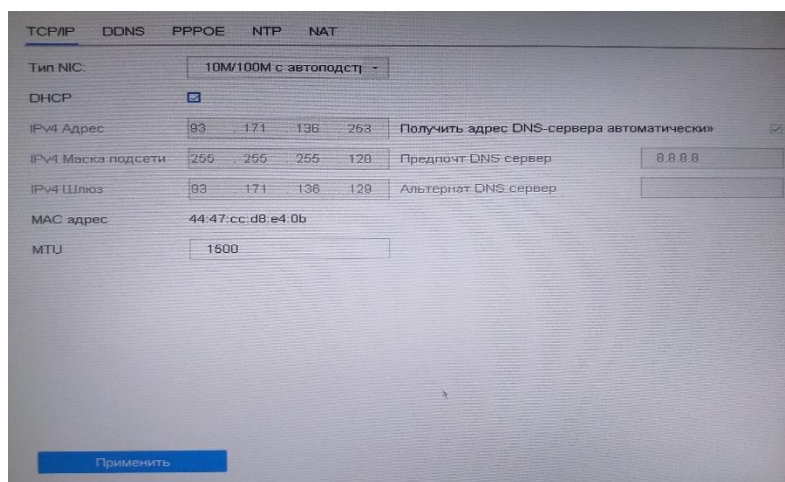 TCP/IP DDNS PPPOE NTP NAT
Тип NIC: 10M/100M с автоподстр
DHCP
IPv4 Адрес 93 . 171 . 136 . 253 Получить адрес DNS-сервера автоматически»
IPv4 Маска подсети 255 . 255 . 255 . 128 Предпочт DNS сервер 8.8.8.8
IPv4 Шлюз 93 . 171 . 136 . 129 Альтернат DNS сервер
MAC адрес 44:47:cc:d8:e4:0b
MTU 1500
Применить